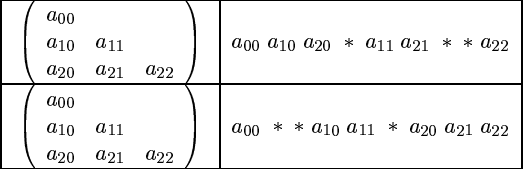 a₀₀
a₁₀ a₁₁
a₂₀ a₂₁ a₂₂
a₀₀ a₁₀ a₂₀ * a₁₁ a₂₁ * * a₂₂
a₀₀
a₁₀ a₁₁
a₂₀ a₂₁ a₂₂
a₀₀ * * a₁₀ a₁₁ * a₂₀ a₂₁ a₂₂